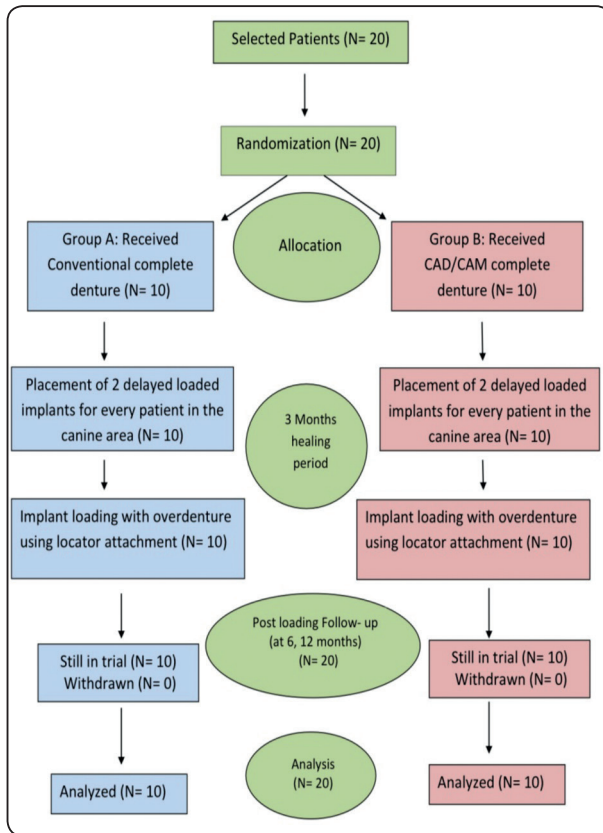 Selected Patients (N= 20)
Randomization (N= 20)
Allocation
Group A: Received
Conventional complete
denture (N= 10)
Group B: Received
CAD/CAM complete
denture (N= 10)
Placement of 2 delayed loaded
implants for every patient in the
canine area (N= 10)
3 Months
healing
period
Placement of 2 delayed loaded
implants for every patient in the
canine area (N= 10)
Implant loading with overdenture
using locator attachment (N= 10)
Implant loading with overdenture
using locator attachment (N= 10)
Post loading Follow- up
(at 6, 12 months)
(N= 20)
Still in trial (N= 10)
Withdrawn (N= 0)
Still in trial (N= 10)
Withdrawn (N= 0)
Analysis
(N= 20)
Analyzed (N= 10)
Analyzed (N= 10)